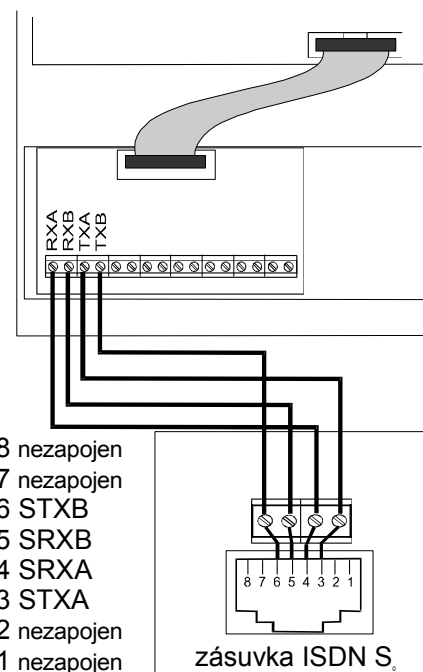 RXA
RXB
TXA
TXB
8 nezapojen
7 nezapojen
6 STXB
5 SRXB
4 SRXA
3 STXA
2 nezapojen
1 nezapojen
8 7 6 5 4 3 2 1
zásuvka ISDN S₀